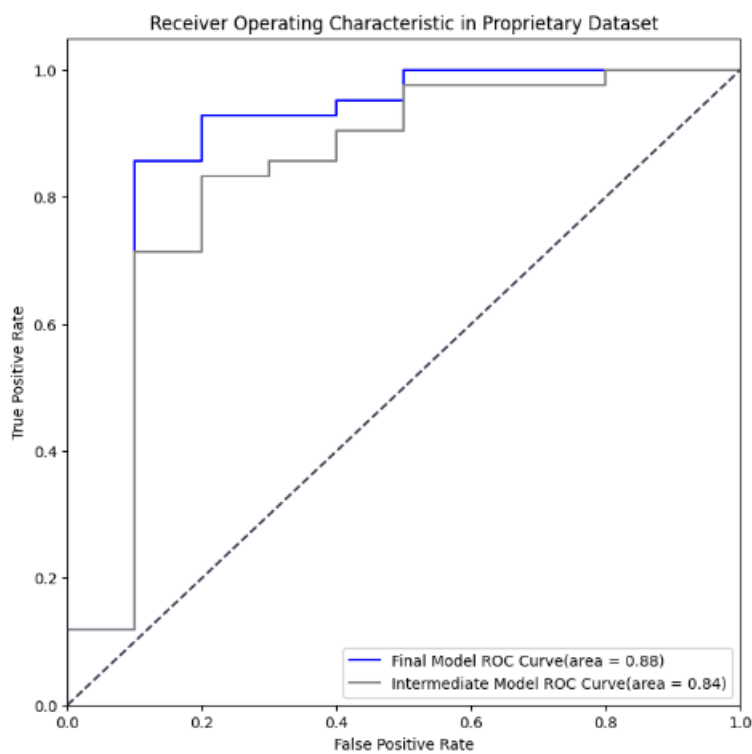 Receiver Operating Characteristic in Proprietary Dataset
1.0
0.8
0.6
0.4
0.2
0.0
True Positive Rate
Final Model ROC Curve(area = 0.88)
Intermediate Model ROC Curve(area = 0.84)
0.0 0.2 0.4 0.6 0.8 1.0
False Positive Rate